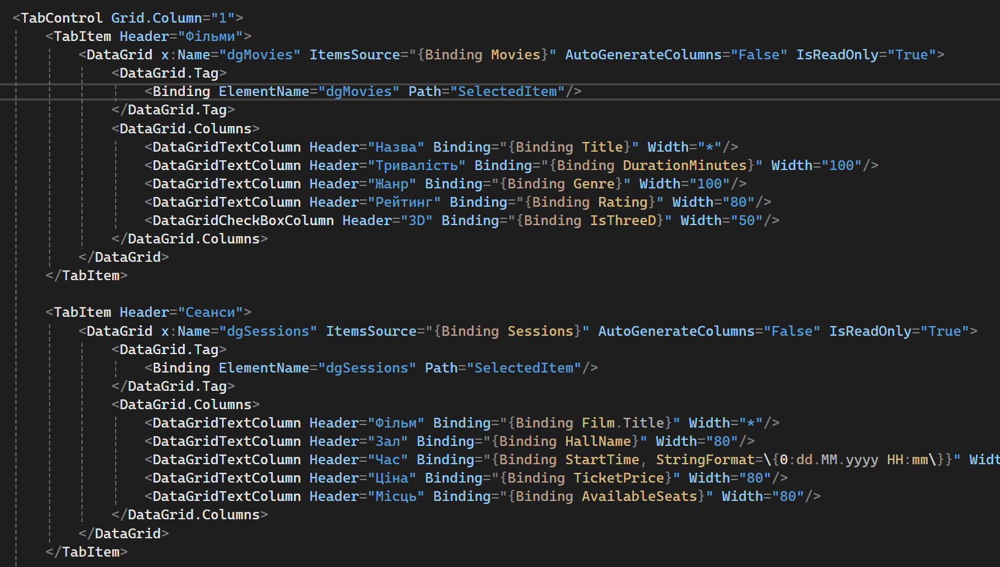 <TabControl Grid.Column="1">
<TabItem Header="Фільми">
<DataGrid x:Name="dgMovies" ItemsSource="{Binding Movies}" AutoGenerateColumns="False" IsReadOnly="True">
<DataGrid.Tag>
<Binding ElementName="dgMovies" Path="SelectedItem"/>
</DataGrid.Tag>
<DataGrid.Columns>
<DataGridTextColumn Header="Назва" Binding="{Binding Title}" Width="*"/>
<DataGridTextColumn Header="Тривалість" Binding="{Binding DurationMinutes}" Width="100"/>
<DataGridTextColumn Header="Жанр" Binding="{Binding Genre}" Width="100"/>
<DataGridTextColumn Header="Рейтинг" Binding="{Binding Rating}" Width="80"/>
<DataGridCheckBoxColumn Header="3D" Binding="{Binding IsThreeD}" Width="50"/>
</DataGrid.Columns>
</DataGrid>
</TabItem>
<TabItem Header="Сеанси">
<DataGrid x:Name="dgSessions" ItemsSource="{Binding Sessions}" AutoGenerateColumns="False" IsReadOnly="True">
<DataGrid.Tag>
<Binding ElementName="dgSessions" Path="SelectedItem"/>
</DataGrid.Tag>
<DataGrid.Columns>
<DataGridTextColumn Header="Фільм" Binding="{Binding Film.Title}" Width="*"/>
<DataGridTextColumn Header="Зал" Binding="{Binding HallName}" Width="80"/>
<DataGridTextColumn Header="Час" Binding="{Binding StartTime, StringFormat=\{0:dd.MM.yyyy HH:mm\}}" Widt
<DataGridTextColumn Header="Ціна" Binding="{Binding TicketPrice}" Width="80"/>
<DataGridTextColumn Header="Місць" Binding="{Binding AvailableSeats}" Width="80"/>
</DataGrid.Columns>
</DataGrid>
</TabItem>